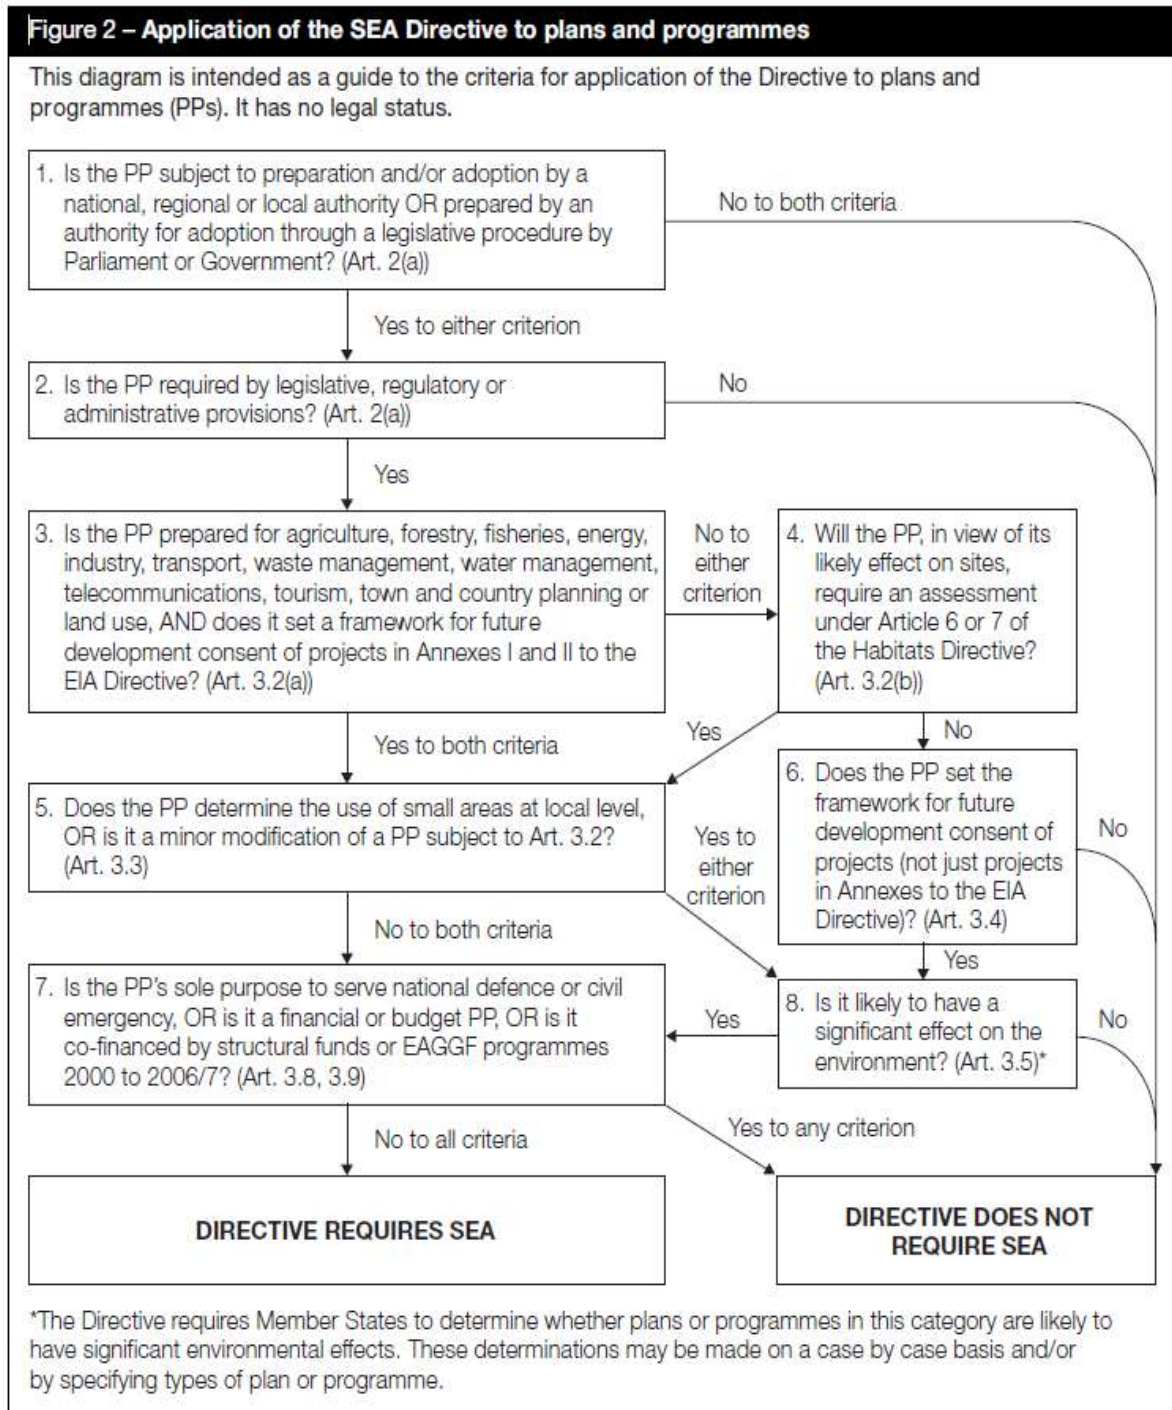 Figure 2 – Application of the SEA Directive to plans and programmes
This diagram is intended as a guide to the criteria for application of the Directive to plans and
programmes (PPs). It has no legal status.
1. Is the PP subject to preparation and/or adoption by a
national, regional or local authority OR prepared by an
authority for adoption through a legislative procedure by
Parliament or Government? (Art. 2(a))
No to both criteria
Yes to either criterion
2. Is the PP required by legislative, regulatory or
administrative provisions? (Art. 2(a))
No
Yes
3. Is the PP prepared for agriculture, forestry, fisheries, energy,
industry, transport, waste management, water management,
telecommunications, tourism, town and country planning or
land use, AND does it set a framework for future
development consent of projects in Annexes I and II to the
EIA Directive? (Art. 3.2(a))
No to
either
criterion
4. Will the PP, in view of its
likely effect on sites,
require an assessment
under Article 6 or 7 of
the Habitats Directive?
(Art. 3.2(b))
Yes to both criteria
Yes
No
5. Does the PP determine the use of small areas at local level,
OR is it a minor modification of a PP subject to Art. 3.2?
(Art. 3.3)
Yes to
either
criterion
6. Does the PP set the
framework for future
development consent of
projects (not just projects
in Annexes to the EIA
Directive)? (Art. 3.4)
No
No to both criteria
Yes
7. Is the PP's sole purpose to serve national defence or civil
emergency, OR is it a financial or budget PP, OR is it
co-financed by structural funds or EAGGF programmes
2000 to 2006/7? (Art. 3.8, 3.9)
Yes
8. Is it likely to have a
significant effect on the
environment? (Art. 3.5)*
No
No to all criteria
Yes to any criterion
DIRECTIVE REQUIRES SEA
DIRECTIVE DOES NOT
REQUIRE SEA
*The Directive requires Member States to determine whether plans or programmes in this category are likely to
have significant environmental effects. These determinations may be made on a case by case basis and/or
by specifying types of plan or programme.